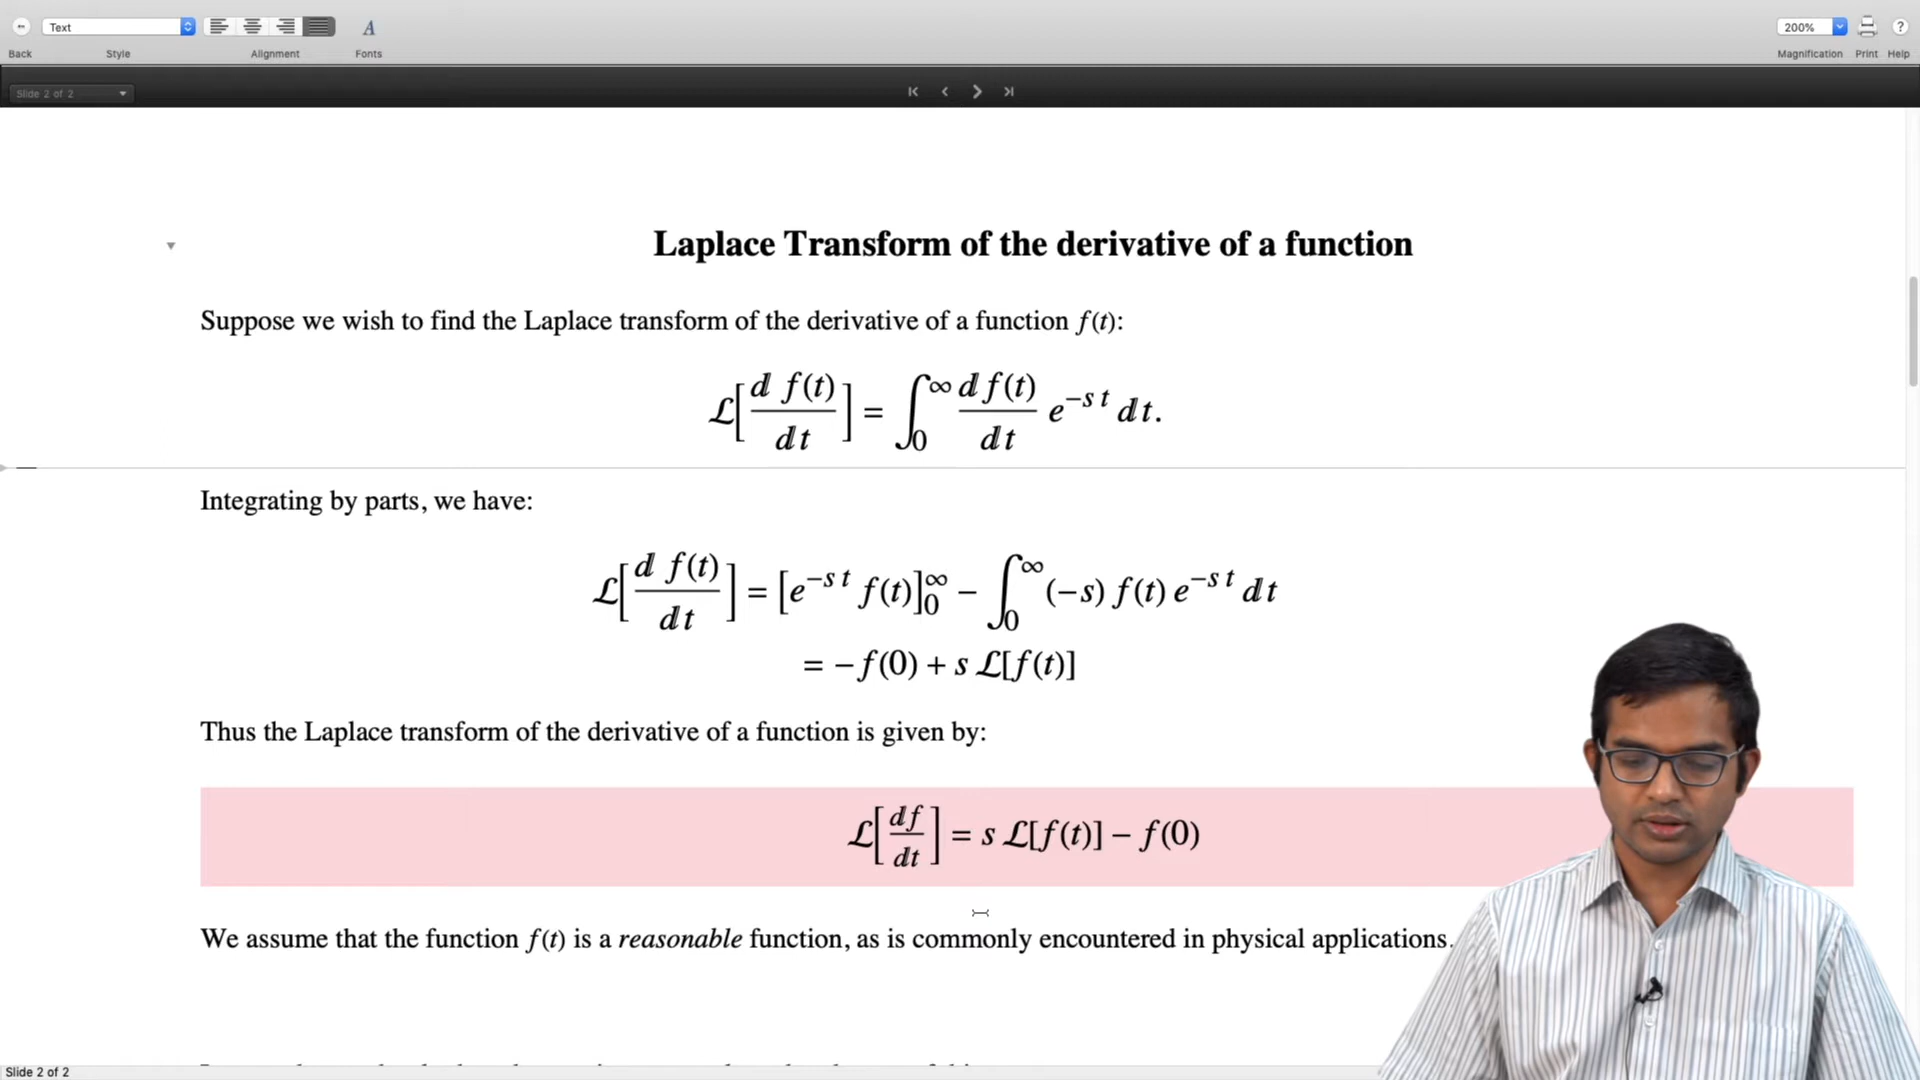 Text
200%
Back
Style
Alignment
Fonts
Magnification
Print
Help
Slide 2 of 2
Laplace Transform of the derivative of a function
Suppose we wish to find the Laplace transform of the derivative of a function f(t):
ℒ[d f(t)/dt] = ∫₀^∞ d f(t)/dt e^(−s t) dt.
Integrating by parts, we have:
ℒ[d f(t)/dt] = [e^(−s t) f(t)]₀^∞ − ∫₀^∞ (−s) f(t) e^(−s t) dt
= −f(0) + s ℒ[f(t)]
Thus the Laplace transform of the derivative of a function is given by:
ℒ[df/dt] = s ℒ[f(t)] − f(0)
We assume that the function f(t) is a reasonable function, as is commonly encountered in physical applications.
Slide 2 of 2